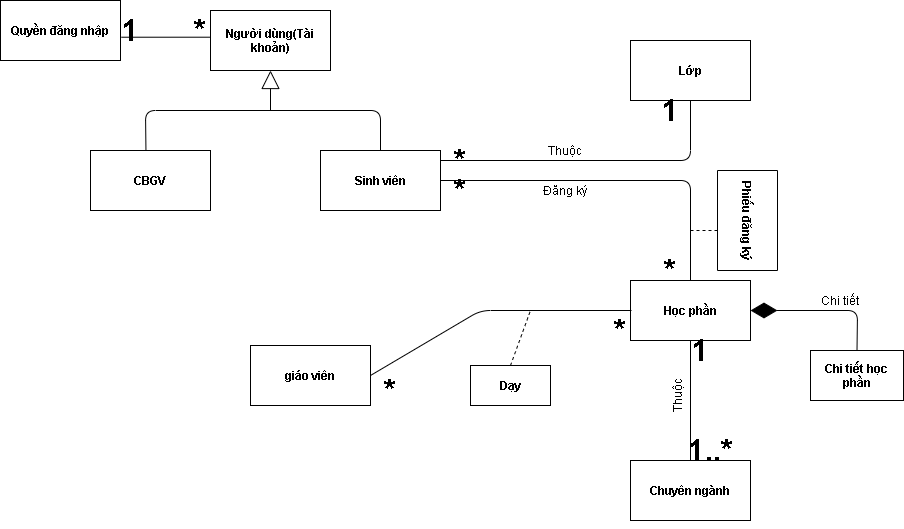 Quyền đăng nhập
1
*
Người dùng(Tài
khoản)
Lớp
1
CBGV
Sinh viên
*
Thuộc
*
Đăng ký
Phiếu đăng ký
*
Học phần
Chi tiết
*
1
giáo viên
*
Dạy
Chi tiết học
phần
Thuộc
1..*
Chuyên ngành